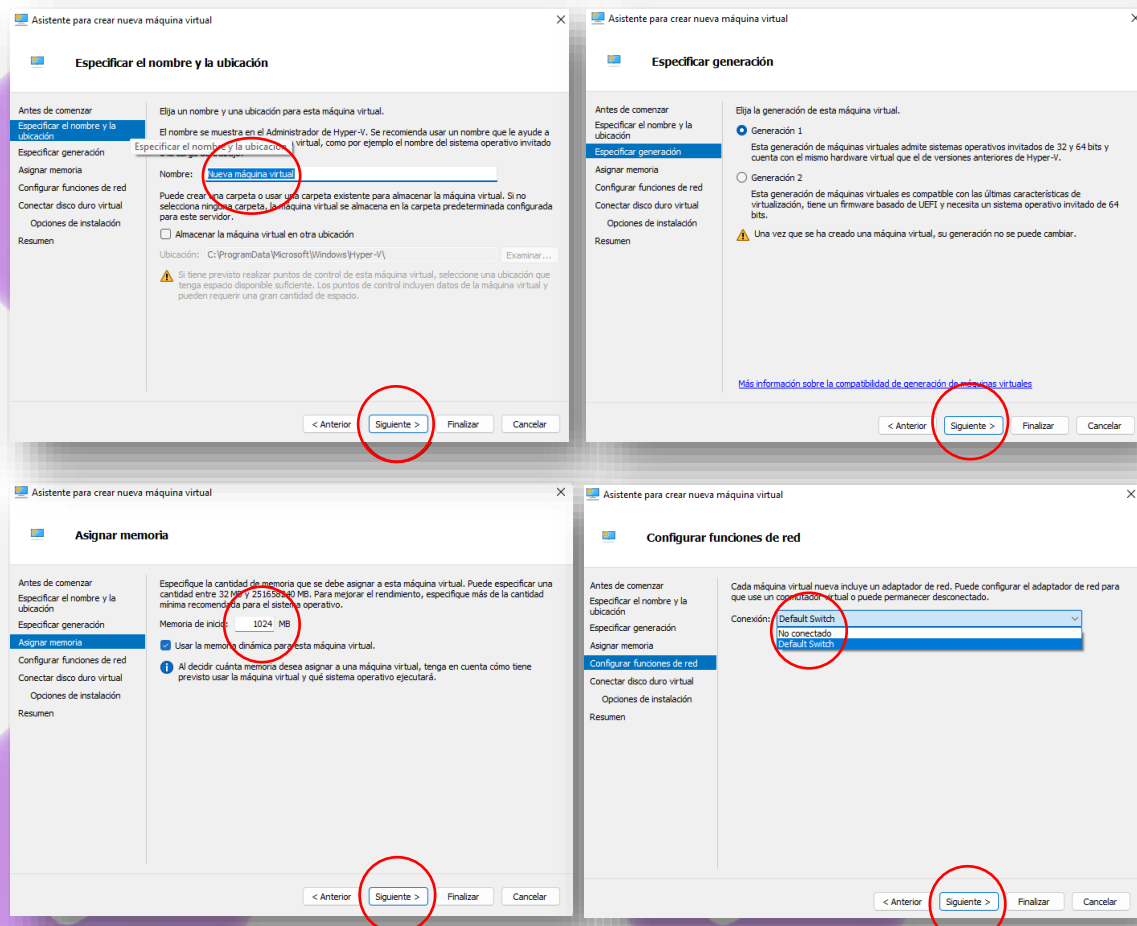 Asistente para crear nueva máquina virtual
Especificar el nombre y la ubicación
Antes de comenzar
Especificar el nombre y la
ubicación
Especificar generación
Asignar memoria
Configurar funciones de red
Conectar disco duro virtual
Opciones de instalación
Resumen
Elija un nombre y una ubicación para esta máquina virtual.
El nombre se muestra en el Administrador de Hyper-V. Se recomienda usar un nombre que le ayude a
Especificar el nombre y la ubicación
virtual, como por ejemplo el nombre del sistema operativo invitado
Nombre: Nueva máquina virtual
Puede crear una carpeta o usar una carpeta existente para almacenar la máquina virtual. Si no
selecciona ninguna carpeta, la máquina virtual se almacena en la carpeta predeterminada configurada
para este servidor.
Almacenar la máquina virtual en otra ubicación
Ubicación: C:\ProgramData\Microsoft\Windows\Hyper-V\ Examinar...
Si tiene previsto realizar puntos de control de esta máquina virtual, seleccione una ubicación que
tenga espacio disponible suficiente. Los puntos de control incluyen datos de la máquina virtual y
pueden requerir una gran cantidad de espacio.
< Anterior Siguiente > Finalizar Cancelar
Asistente para crear nueva máquina virtual
Especificar generación
Antes de comenzar
Especificar el nombre y la
ubicación
Especificar generación
Asignar memoria
Configurar funciones de red
Conectar disco duro virtual
Opciones de instalación
Resumen
Elija la generación de esta máquina virtual.
Generación 1
Esta generación de máquinas virtuales admite sistemas operativos invitados de 32 y 64 bits y
cuenta con el mismo hardware virtual que el de versiones anteriores de Hyper-V.
Generación 2
Esta generación de máquinas virtuales es compatible con las últimas características de
virtualización, tiene un firmware basado de UEFI y necesita un sistema operativo invitado de 64
bits.
Una vez que se ha creado una máquina virtual, su generación no se puede cambiar.
Más información sobre la compatibilidad de generación de máquinas virtuales
< Anterior Siguiente > Finalizar Cancelar
Asistente para crear nueva máquina virtual
Asignar memoria
Antes de comenzar
Especificar el nombre y la
ubicación
Especificar generación
Asignar memoria
Configurar funciones de red
Conectar disco duro virtual
Opciones de instalación
Resumen
Especifique la cantidad de memoria que se debe asignar a esta máquina virtual. Puede especificar una
cantidad entre 32 MB y 251658240 MB. Para mejorar el rendimiento, especifique más de la cantidad
mínima recomendada para el sistema operativo.
Memoria de inicio: 1024 MB
Usar la memoria dinámica para esta máquina virtual.
Al decidir cuánta memoria desea asignar a una máquina virtual, tenga en cuenta cómo tiene
previsto usar la máquina virtual y qué sistema operativo ejecutará.
< Anterior Siguiente > Finalizar Cancelar
Asistente para crear nueva máquina virtual
Configurar funciones de red
Antes de comenzar
Especificar el nombre y la
ubicación
Especificar generación
Asignar memoria
Configurar funciones de red
Conectar disco duro virtual
Opciones de instalación
Resumen
Cada máquina virtual nueva incluye un adaptador de red. Puede configurar el adaptador de red para
que use un conmutador virtual o puede permanecer desconectado.
Conexión: Default Switch
No conectado
Default Switch
< Anterior Siguiente > Finalizar Cancelar